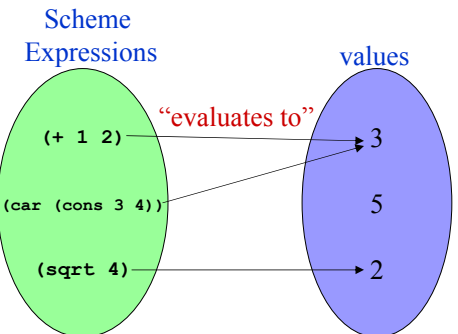 Scheme
Expressions
values
“evaluates to”
(+ 1 2)
3
(car (cons 3 4))
5
(sqrt 4)
2